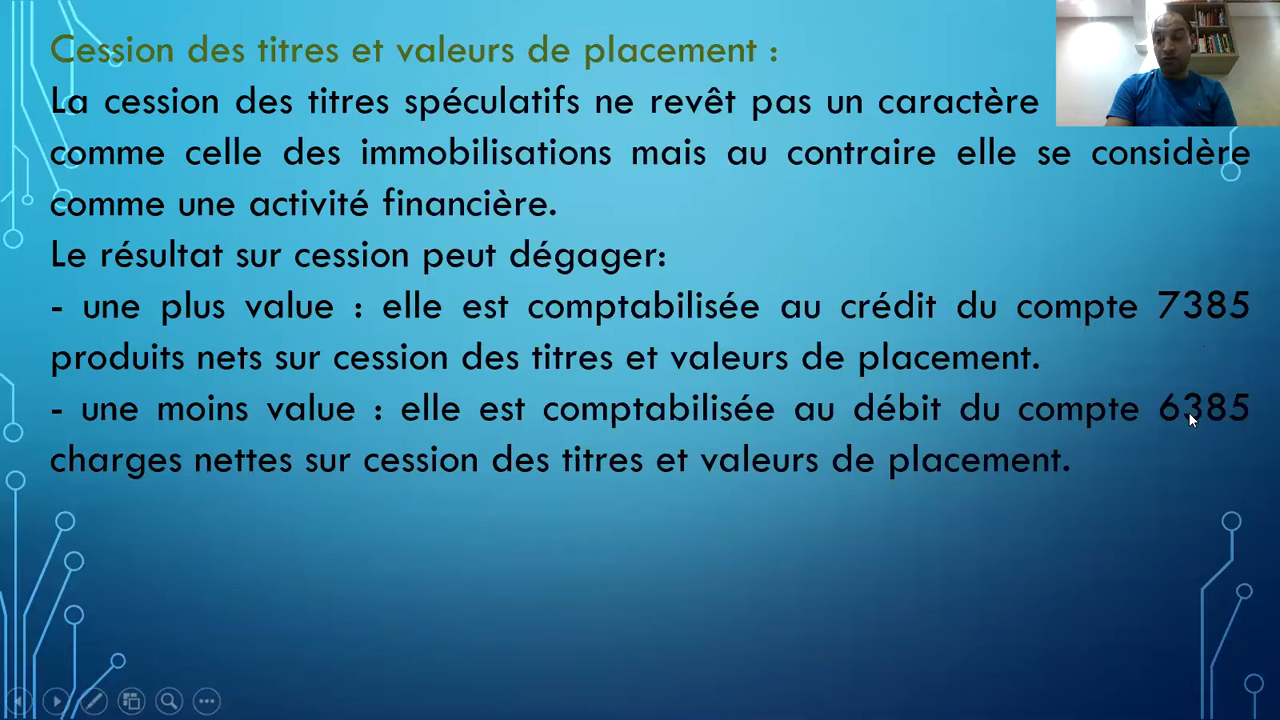 Cession des titres et valeurs de placement :
La cession des titres spéculatifs ne revêt pas un caractère
comme celle des immobilisations mais au contraire elle se considère
comme une activité financière.
Le résultat sur cession peut dégager:
- une plus value : elle est comptabilisée au crédit du compte 7385
produits nets sur cession des titres et valeurs de placement.
- une moins value : elle est comptabilisée au débit du compte 6385
charges nettes sur cession des titres et valeurs de placement.